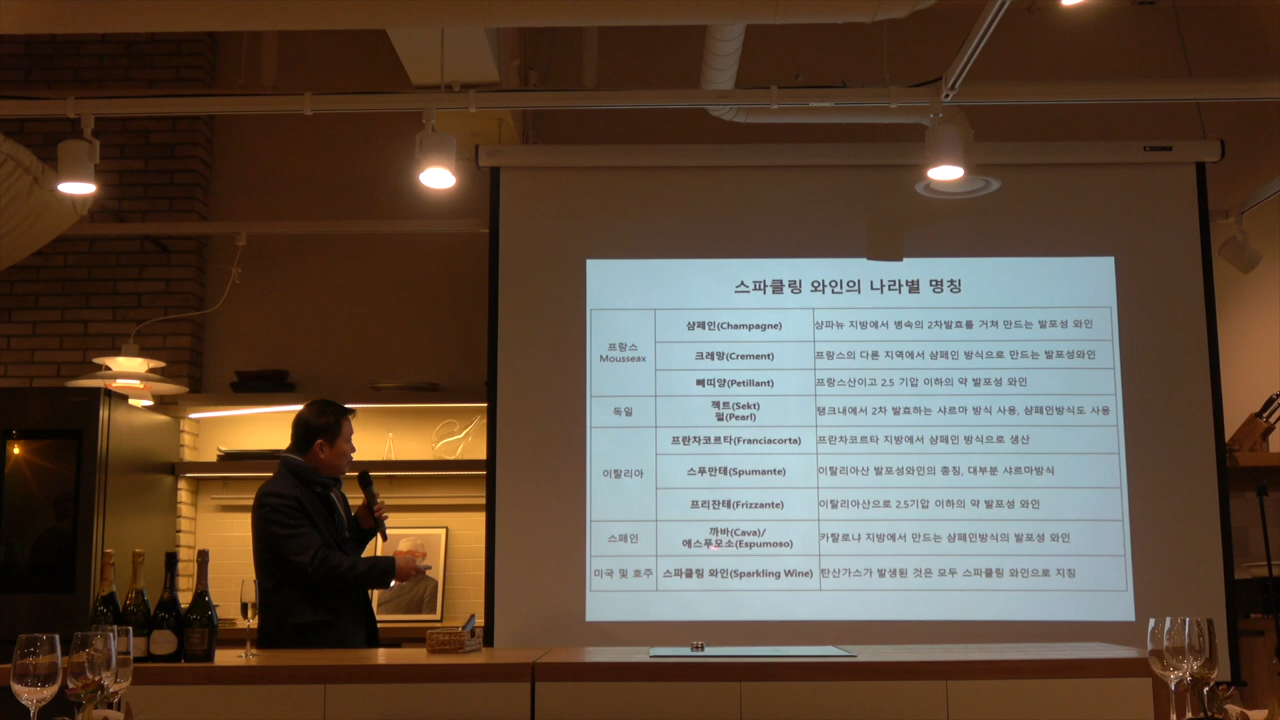 스파클링 와인의 나라별 명칭
프랑스
Mousseax
샴페인(Champagne)
샹파뉴 지방에서 병속의 2차발효를 거쳐 만드는 발포성 와인
크레망(Crement)
프랑스의 다른 지역에서 샴페인 방식으로 만드는 발포성와인
뻬띠양(Petillant)
프랑스산이고 2.5 기압 이하의 약 발포성 와인
독일
젝트(Sekt)
펄(Pearl)
탱크내에서 2차 발효하는 샤르마 방식 사용, 샴페인방식도 사용
이탈리아
프란차코르타(Franciacorta)
프란차코르타 지방에서 샴페인 방식으로 생산
스푸만테(Spumante)
이탈리아산 발포성와인의 총칭, 대부분 샤르마방식
프리잔테(Frizzante)
이탈리아산으로 2.5기압 이하의 약 발포성 와인
스페인
까바(Cava)/
에스푸모소(Espumoso)
카탈로냐 지방에서 만드는 샴페인방식의 발포성 와인
미국 및 호주
스파클링 와인(Sparkling Wine)
탄산가스가 발생된 것은 모두 스파클링 와인으로 지칭